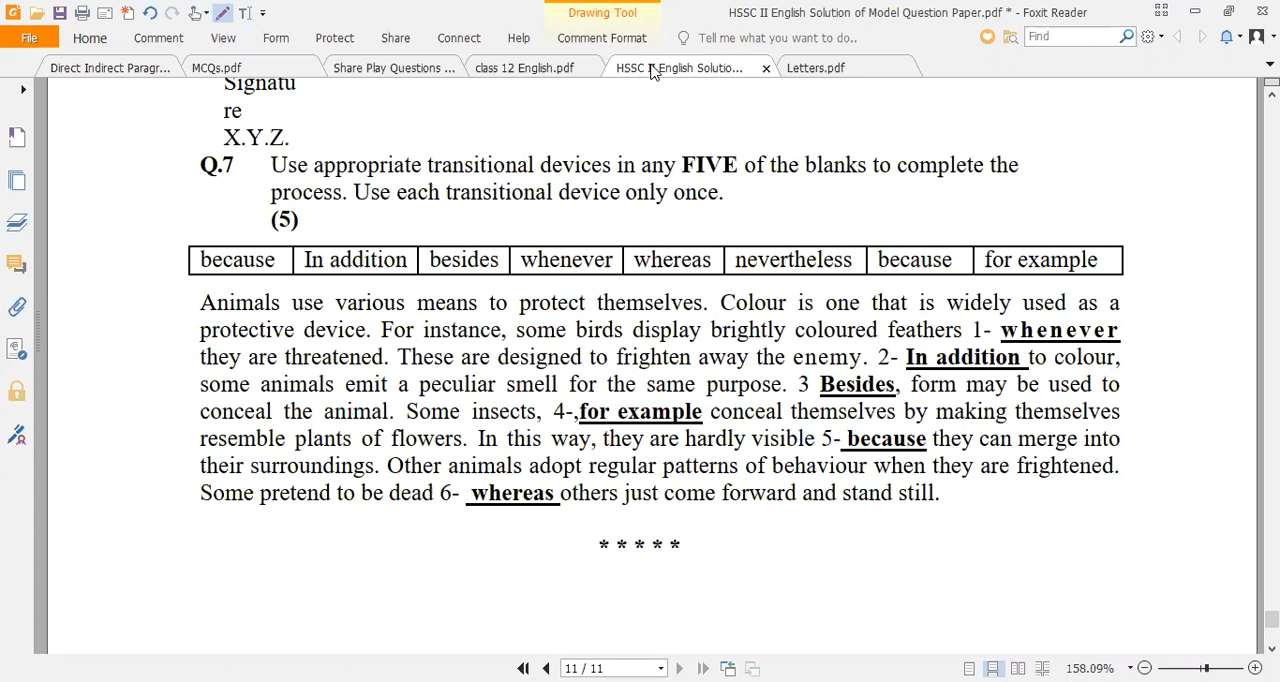 HSSC II English Solution of Model Question Paper.pdf * - Foxit Reader
Drawing Tool
File Home Comment View Form Protect Share Connect Help Comment Format Tell me what you want to do.. Find
Direct Indirect Paragr... MCQs.pdf Share Play Questions ... class 12 English.pdf HSSC II English Solutio... Letters.pdf
Signatu
re
X.Y.Z.
Q.7 Use appropriate transitional devices in any FIVE of the blanks to complete the
process. Use each transitional device only once.
(5)
because In addition besides whenever whereas nevertheless because for example
Animals use various means to protect themselves. Colour is one that is widely used as a
protective device. For instance, some birds display brightly coloured feathers 1- whenever
they are threatened. These are designed to frighten away the enemy. 2- In addition to colour,
some animals emit a peculiar smell for the same purpose. 3 Besides, form may be used to
conceal the animal. Some insects, 4-,for example conceal themselves by making themselves
resemble plants of flowers. In this way, they are hardly visible 5- because they can merge into
their surroundings. Other animals adopt regular patterns of behaviour when they are frightened.
Some pretend to be dead 6- whereas others just come forward and stand still.
* * * * *
11 / 11 158.09%